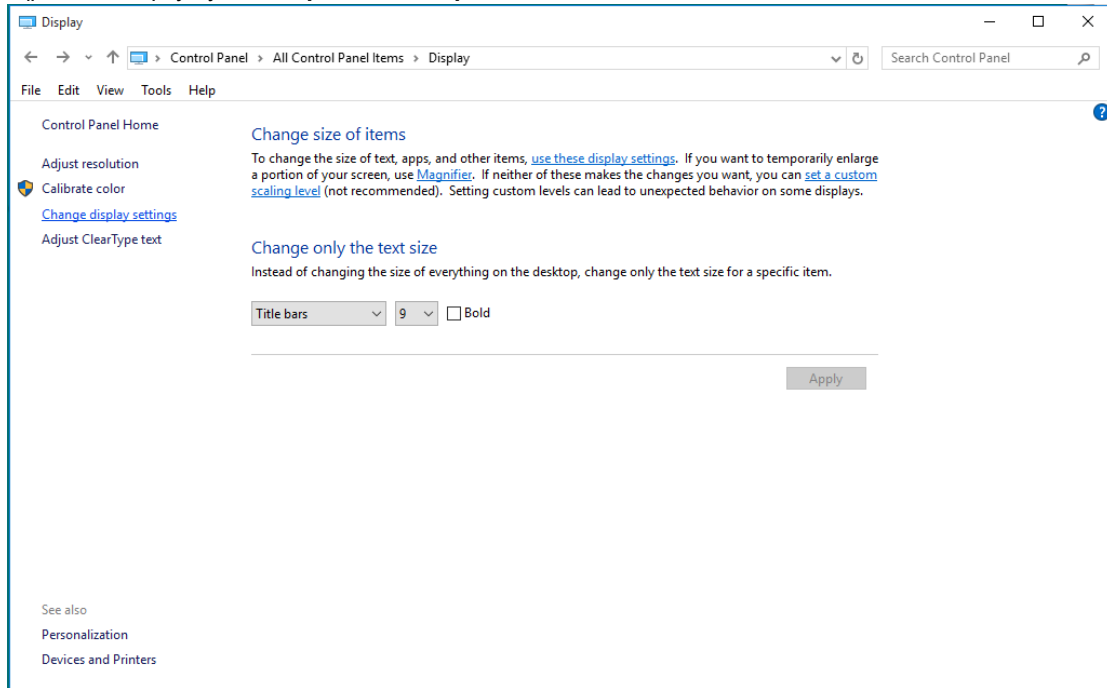 Display
Control Panel > All Control Panel Items > Display
Search Control Panel
File Edit View Tools Help
?
Control Panel Home
Adjust resolution
Calibrate color
Change display settings
Adjust ClearType text
Change size of items
To change the size of text, apps, and other items, use these display settings. If you want to temporarily enlarge
a portion of your screen, use Magnifier. If neither of these makes the changes you want, you can set a custom
scaling level (not recommended). Setting custom levels can lead to unexpected behavior on some displays.
Change only the text size
Instead of changing the size of everything on the desktop, change only the text size for a specific item.
Title bars 9 Bold
Apply
See also
Personalization
Devices and Printers